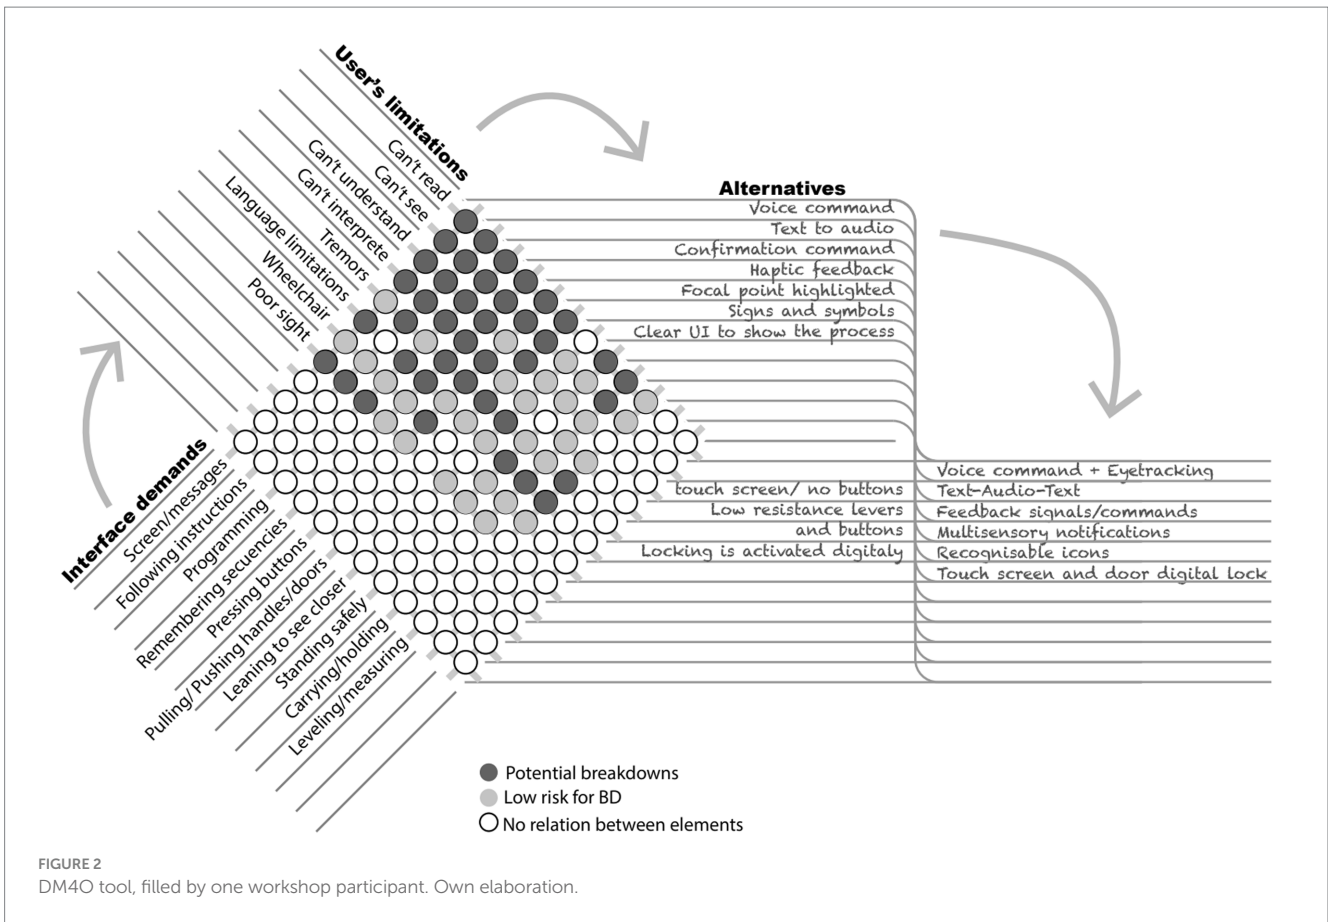 User's limitations
Can't read
Can't see
Can't understand
Can't interprete
Tremors
Language limitations
Wheelchair
Poor sight
Interface demands
Screen/messages
Following instructions
Programming
Remembering securencies
Pressing buttons
Pulling/ Pushing handles/doors
Leaning to see closer
Standing safely
Carrying/holding
Leveling/measuring
Alternatives
Voice command
Text to audio
Confirmation command
Haptic feedback
Focal point highlighted
Signs and symbols
Clear UI to show the process
touch screen/ no buttons
Low resistance levers
and buttons
Locking is activated digitaly
Voice command + Eyetracking
Text-Audio-Text
Feedback signals/commands
Multisensory notifications
Recognisable icons
Touch screen and door digital lock
Potential breakdowns
Low risk for BD
No relation between elements
FIGURE 2
DM4O tool, filled by one workshop participant. Own elaboration.